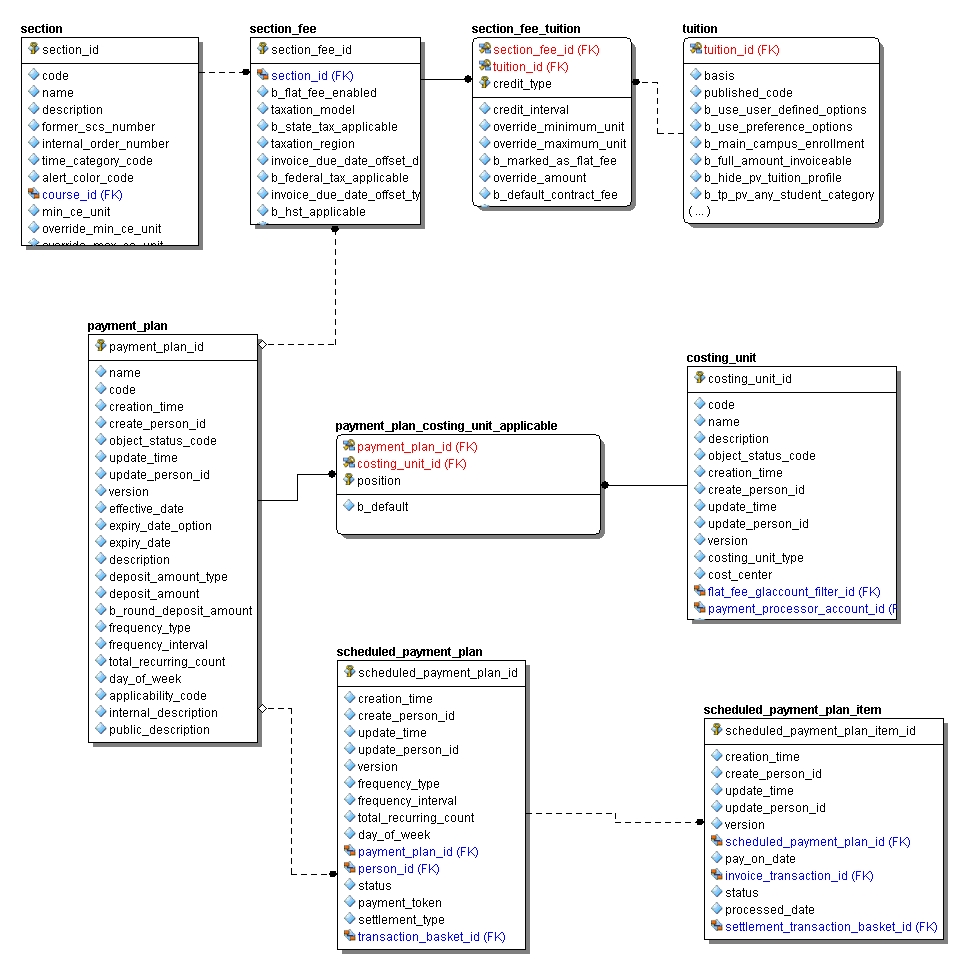 section
section_id
code
name
description
former_scs_number
internal_order_number
time_category_code
alert_color_code
course_id (FK)
min_ce_unit
override_min_ce_unit
override_max_ce_unit
section_fee
section_fee_id
section_id (FK)
b_flat_fee_enabled
taxation_model
b_state_tax_applicable
taxation_region
invoice_due_date_offset_d
b_federal_tax_applicable
invoice_due_date_offset_ty
b_hst_applicable
section_fee_tuition
section_fee_id (FK)
tuition_id (FK)
credit_type
credit_interval
override_minimum_unit
override_maximum_unit
b_marked_as_flat_fee
override_amount
b_default_contract_fee
tuition
tuition_id (FK)
basis
published_code
b_use_user_defined_options
b_use_preference_options
b_main_campus_enrollment
b_full_amount_invoiceable
b_hide_pv_tuition_profile
b_tp_pv_any_student_category
(...)
payment_plan
payment_plan_id
name
code
creation_time
create_person_id
object_status_code
update_time
update_person_id
version
effective_date
expiry_date_option
expiry_date
description
deposit_amount_type
deposit_amount
b_round_deposit_amount
frequency_type
frequency_interval
total_recurring_count
day_of_week
applicability_code
internal_description
public_description
payment_plan_costing_unit_applicable
payment_plan_id (FK)
costing_unit_id (FK)
position
b_default
costing_unit
costing_unit_id
code
name
description
object_status_code
creation_time
create_person_id
update_time
update_person_id
version
costing_unit_type
cost_center
flat_fee_glaccount_filter_id (FK)
payment_processor_account_id (F
scheduled_payment_plan
scheduled_payment_plan_id
creation_time
create_person_id
update_time
update_person_id
version
frequency_type
frequency_interval
total_recurring_count
day_of_week
payment_plan_id (FK)
person_id (FK)
status
payment_token
settlement_type
transaction_basket_id (FK)
scheduled_payment_plan_item
scheduled_payment_plan_item_id
creation_time
create_person_id
update_time
update_person_id
version
scheduled_payment_plan_id (FK)
pay_on_date
invoice_transaction_id (FK)
status
processed_date
settlement_transaction_basket_id (FK)